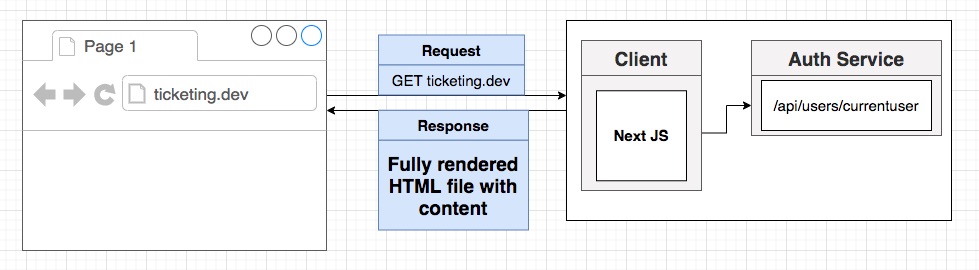 Page 1
ticketing.dev
Request
GET ticketing.dev
Response
Fully rendered
HTML file with
content
Client
Next JS
Auth Service
/api/users/currentuser